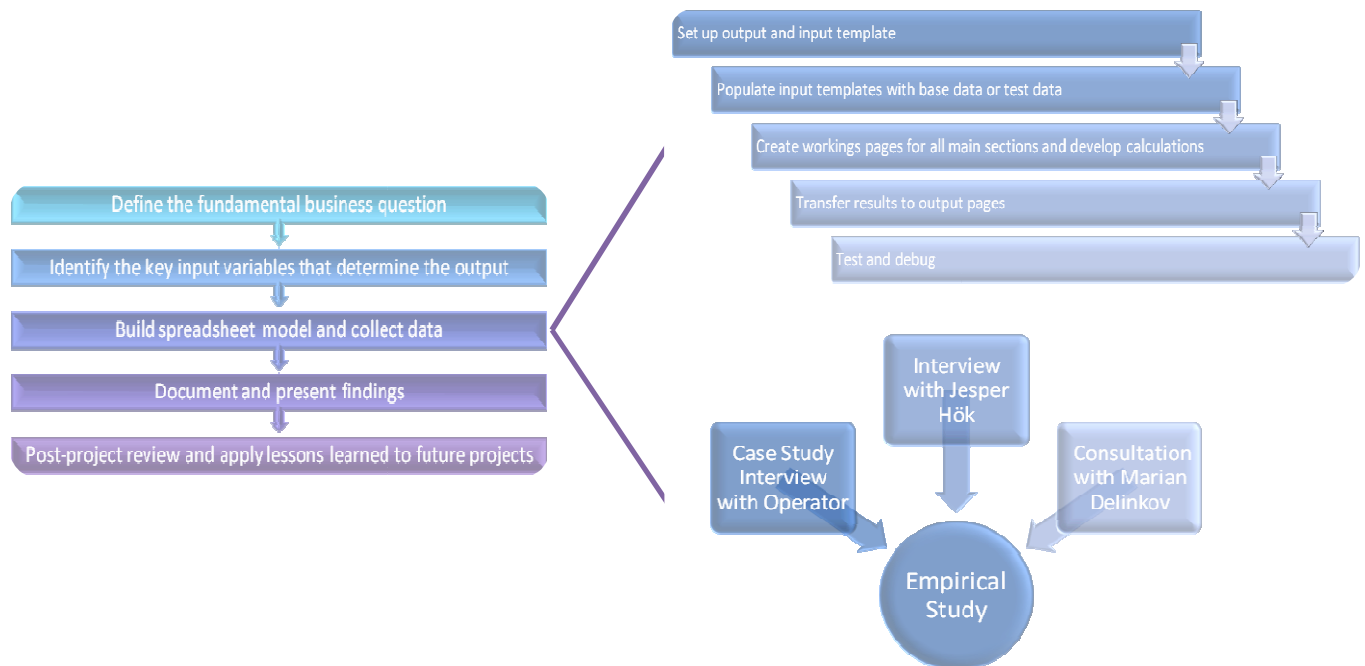 Define the fundamental business question
Identify the key input variables that determine the output
Build spreadsheet model and collect data
Document and present findings
Post-project review and apply lessons learned to future projects
Set up output and input template
Populate input templates with base data or test data
Create workings pages for all main sections and develop calculations
Transfer results to output pages
Test and debug
Interview
with Jesper
Hök
Case Study
Interview
with Operator
Consultation
with Marian
Delinkov
Empirical
Study